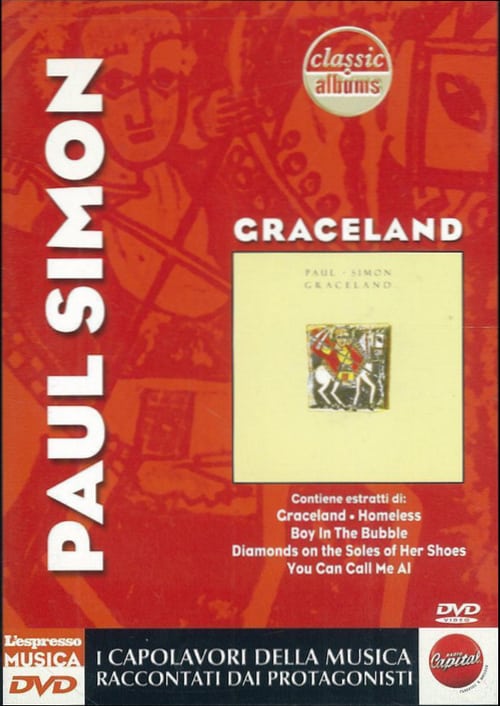 classic
albums
PAUL SIMON
GRACELAND
PAUL · SIMON
GRACELAND
Contiene estratti di:
Graceland • Homeless
Boy In The Bubble
Diamonds on the Soles of Her Shoes
You Can Call Me Al
DVD
VIDEO
L'espresso
MUSICA
DVD
I CAPOLAVORI DELLA MUSICA
RACCONTATI DAI PROTAGONISTI
RADIO
Capital